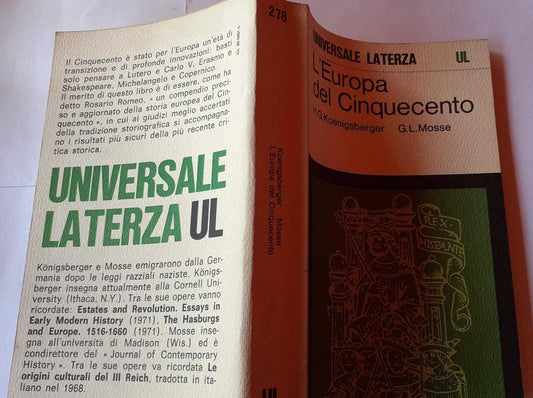 Il Cinquecento è stato per l'Europa un'età di
transizione e di profonde innovazioni: basti
solo pensare a Lutero e Carlo V, Erasmo e
Shakespeare, Michelangelo e Copernico.
Il merito di questo libro è di essere, come ha
detto Rosario Romeo, « un compendio preci-
so e aggiornato della storia europea del Cin-
quecento », in cui ai giudizi meglio accertati
della tradizione storiografica si accompagna-
no i risultati più sicuri della più recente cri-
tica storica.
UNIVERSALE
LATERZA UL
Königsberger e Mosse emigrarono dalla Ger-
mania dopo le leggi razziali naziste. Königs-
berger insegna attualmente alla Cornell Uni-
versity (Ithaca, N.Y.). Tra le sue opere vanno
ricordate: Estates and Revolution. Essays in
Early Modern History (1971). The Hasburgs
and Europe. 1516-1660 (1971). Mosse inse-
gna all'università di Madison (Wis.) ed è
condirettore del « Journal of Contemporary
History ». Tra le sue opere va ricordata Le
origini culturali del III Reich, tradotta in ita-
liano nel 1968.
278
Koenigsberger Mosse
L'Europa del Cinquecento
UL
UNIVERSALE LATERZA UL
L'Europa
del Cinquecento
H.G.Koenigsberger G.L.Mosse
REX·
HISPANIE